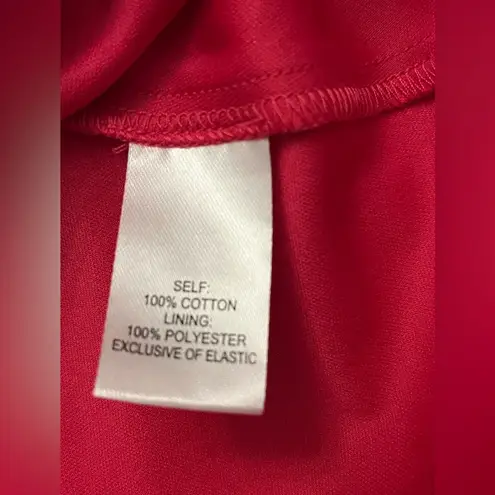 SELF:
100% COTTON
LINING:
100% POLYESTER
EXCLUSIVE OF ELASTIC